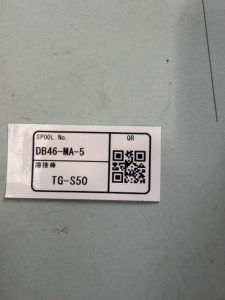 SPOOL No.
QR
DB46-MA-5
溶接棒
TG-S50